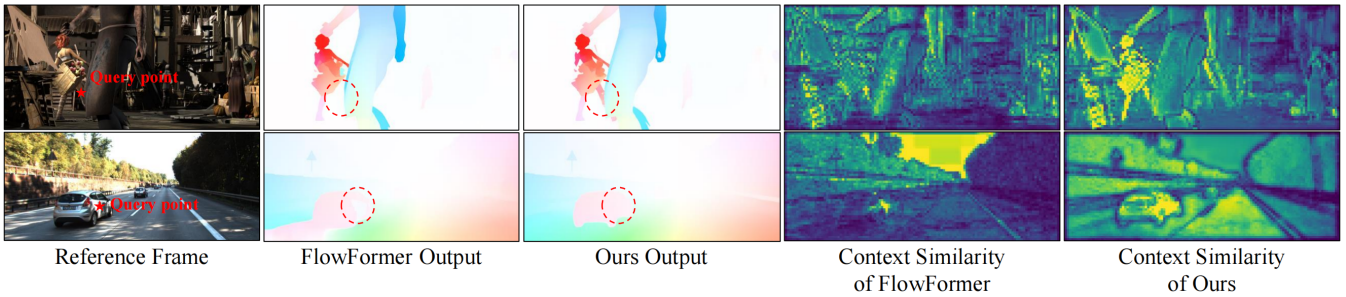 Query point
Query point
Reference Frame
FlowFormer Output
Ours Output
Context Similarity
of FlowFormer
Context Similarity
of Ours